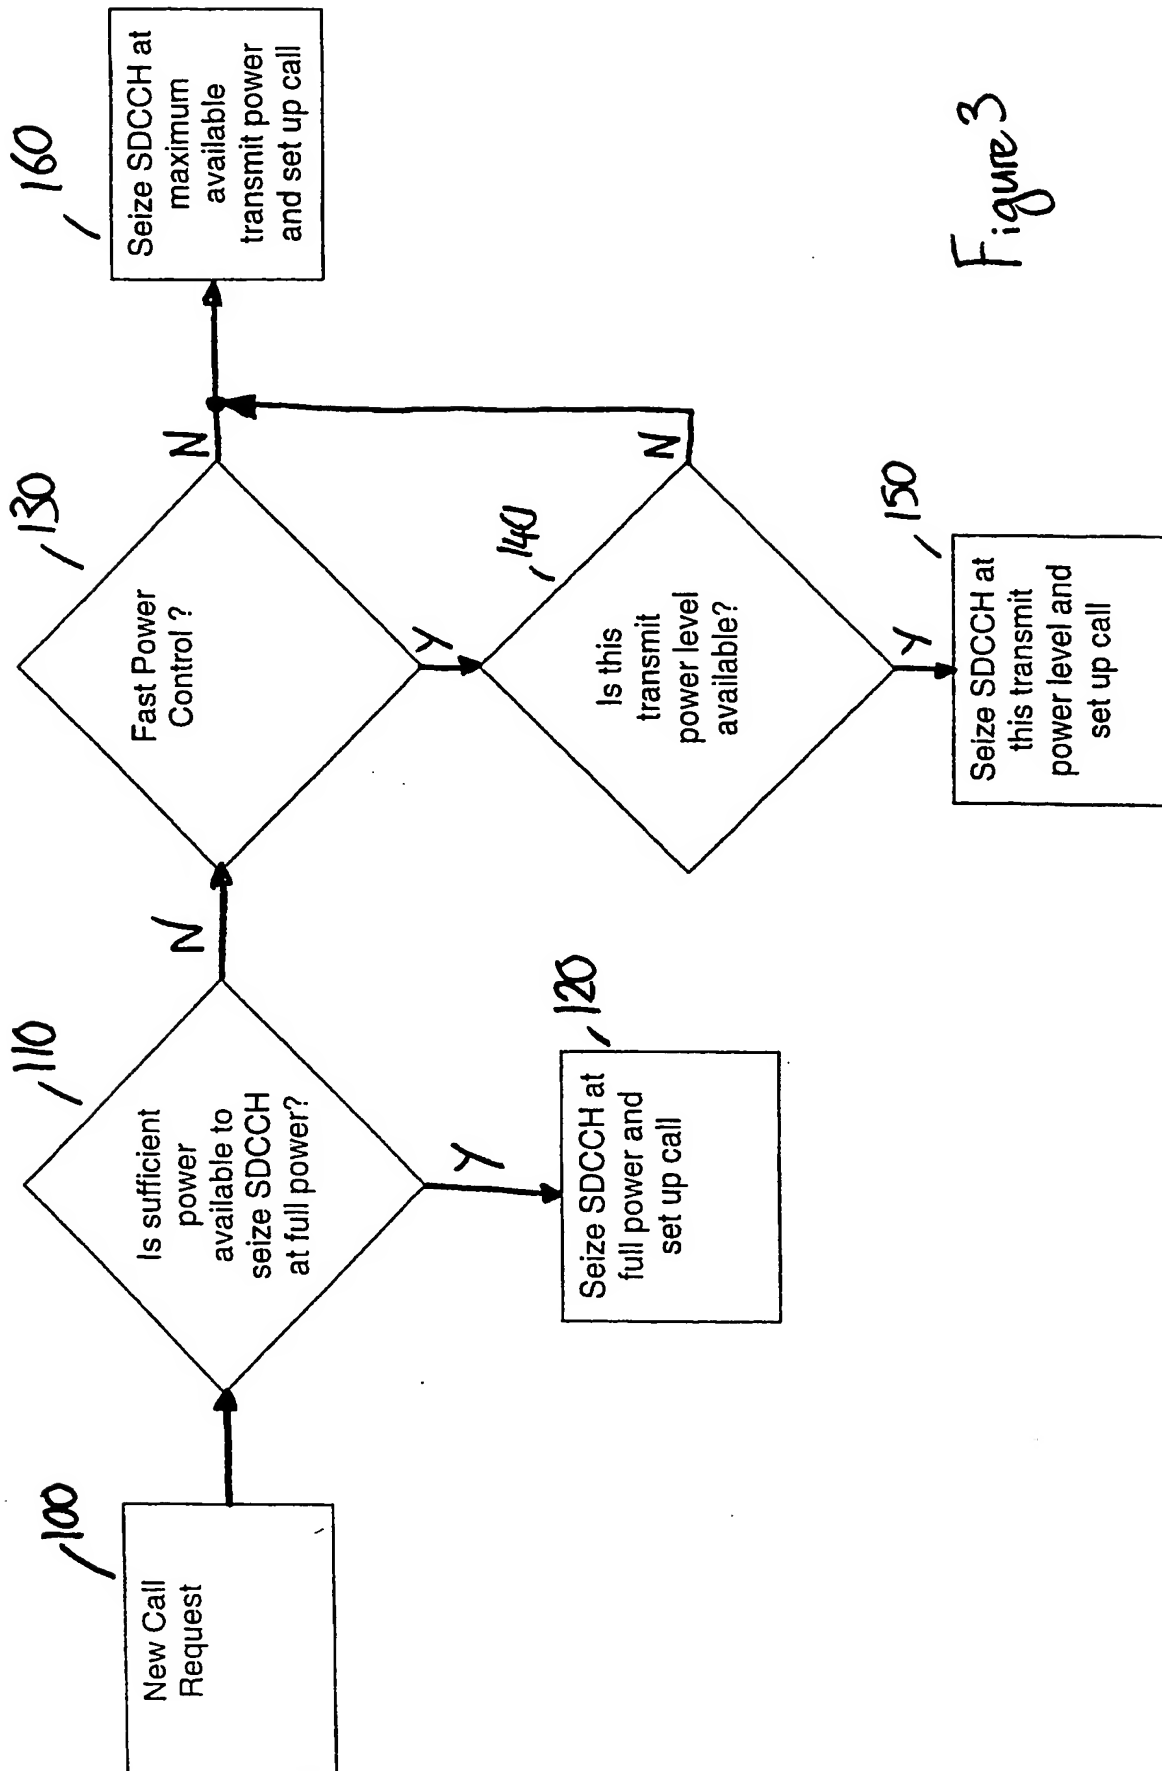 100
New Call
Request
110
Is sufficient
power
available to
seize SDCCH
at full power?
N
Y
120
Seize SDCCH at
full power and
set up call
130
Fast Power
Control ?
N
Y
140
Is this
transmit
power level
available?
N
Y
150
Seize SDCCH at
this transmit
power level and
set up call
160
Seize SDCCH at
maximum
available
transmit power
and set up call
Figure 3